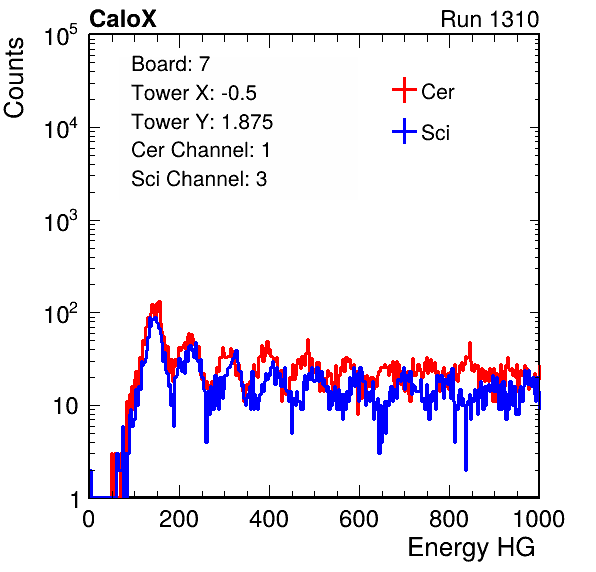 CaloX Run 1310
Counts
10^5
10^4
10^3
10^2
10
1
Board: 7
Tower X: -0.5
Tower Y: 1.875
Cer Channel: 1
Sci Channel: 3
Cer
Sci
0 200 400 600 800 1000
Energy HG